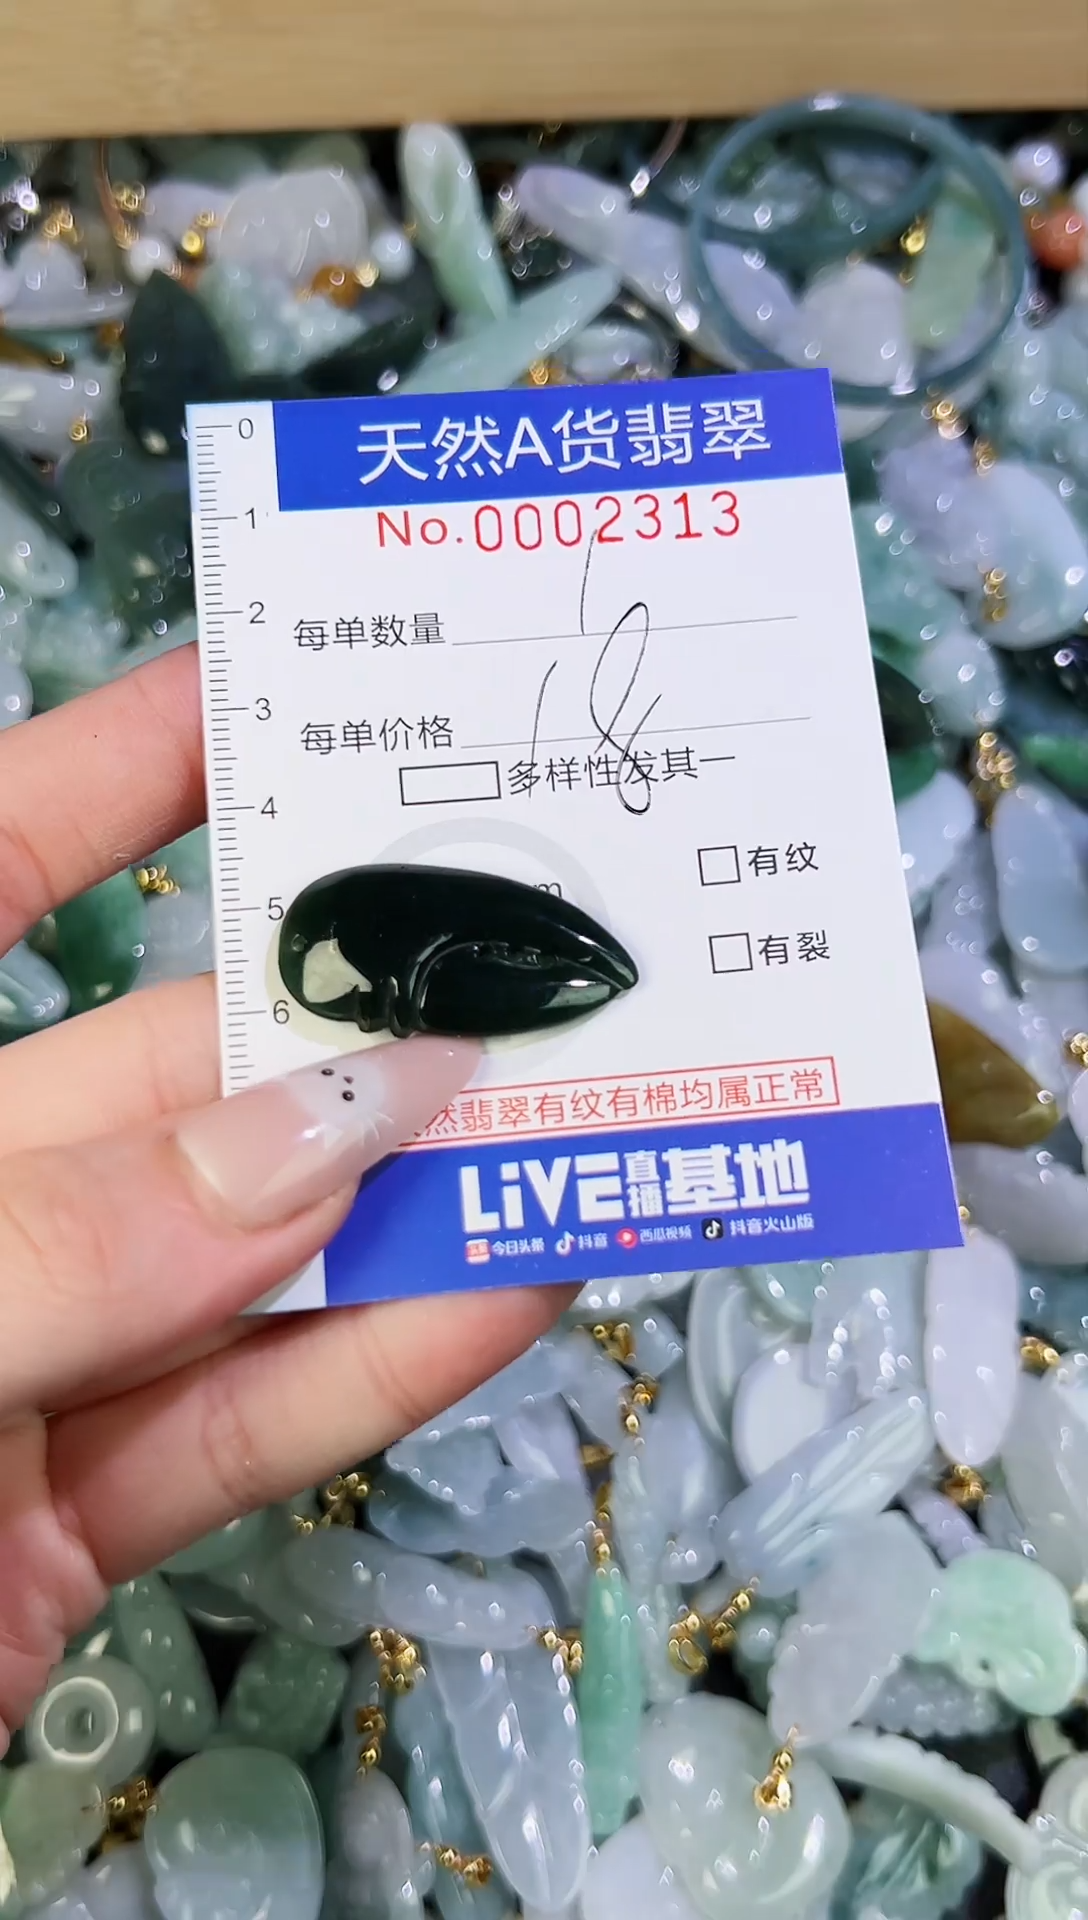 天然A货翡翠
No.0002313
每单数量 1
每单价格 18
多样性发其一
m
有纹
有裂
然翡翠有纹有棉均属正常
LiVE直播基地
头条 今日头条 抖音 西瓜视频 抖音火山版
0
1
2
3
4
5
6